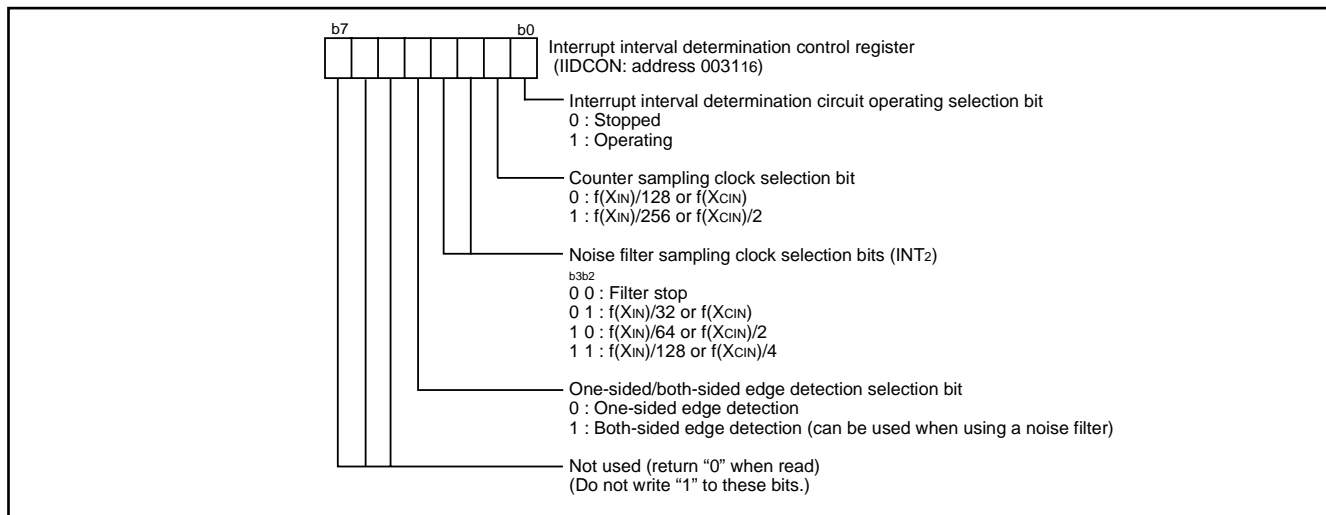 b7 b0
Interrupt interval determination control register
(IIDCON: address 003116)
Interrupt interval determination circuit operating selection bit
0 : Stopped
1 : Operating
Counter sampling clock selection bit
0 : f(XIN)/128 or f(XCIN)
1 : f(XIN)/256 or f(XCIN)/2
Noise filter sampling clock selection bits (INT2)
b3b2
0 0 : Filter stop
0 1 : f(XIN)/32 or f(XCIN)
1 0 : f(XIN)/64 or f(XCIN)/2
1 1 : f(XIN)/128 or f(XCIN)/4
One-sided/both-sided edge detection selection bit
0 : One-sided edge detection
1 : Both-sided edge detection (can be used when using a noise filter)
Not used (return “0” when read)
(Do not write “1” to these bits.)